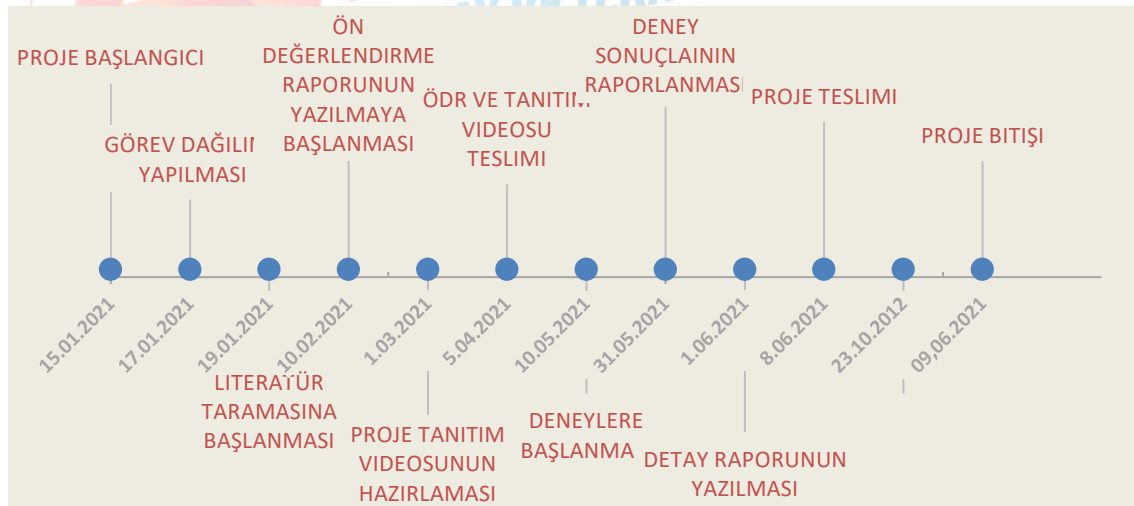 PROJE BAŞLANGICI
GÖREV DAĞILIM
YAPILMASI
ÖN
DEĞERLENDİRME
RAPORUNUN
YAZILMAYA
BAŞLANMASI
ÖDR VE TANITIM
VIDEOSU
TESLIMI
DENEY
SONUÇLAININ
RAPORLANMASI
PROJE TESLIMI
PROJE BITIŞI
15.01.2021
17.01.2021
19.01.2021
10.02.2021
1.03.2021
5.04.2021
10.05.2021
31.05.2021
1.06.2021
8.06.2021
23.10.2012
09,06.2021
LITERATÜR
TARAMASINA
BAŞLANMASI
PROJE TANITIM
VIDEOSUNUN
HAZIRLAMASI
DENEYLERE
BAŞLANMA
DETAY RAPORUNUN
YAZILMASI